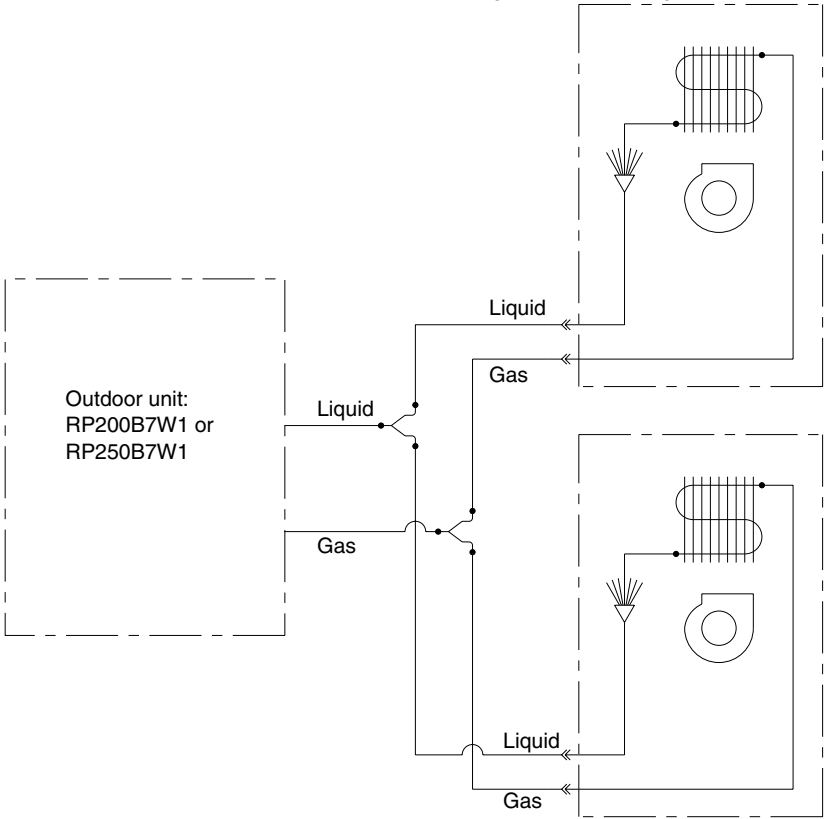 Liquid
Gas
Outdoor unit:
RP200B7W1 or
RP250B7W1
Liquid
Gas
Liquid
Gas